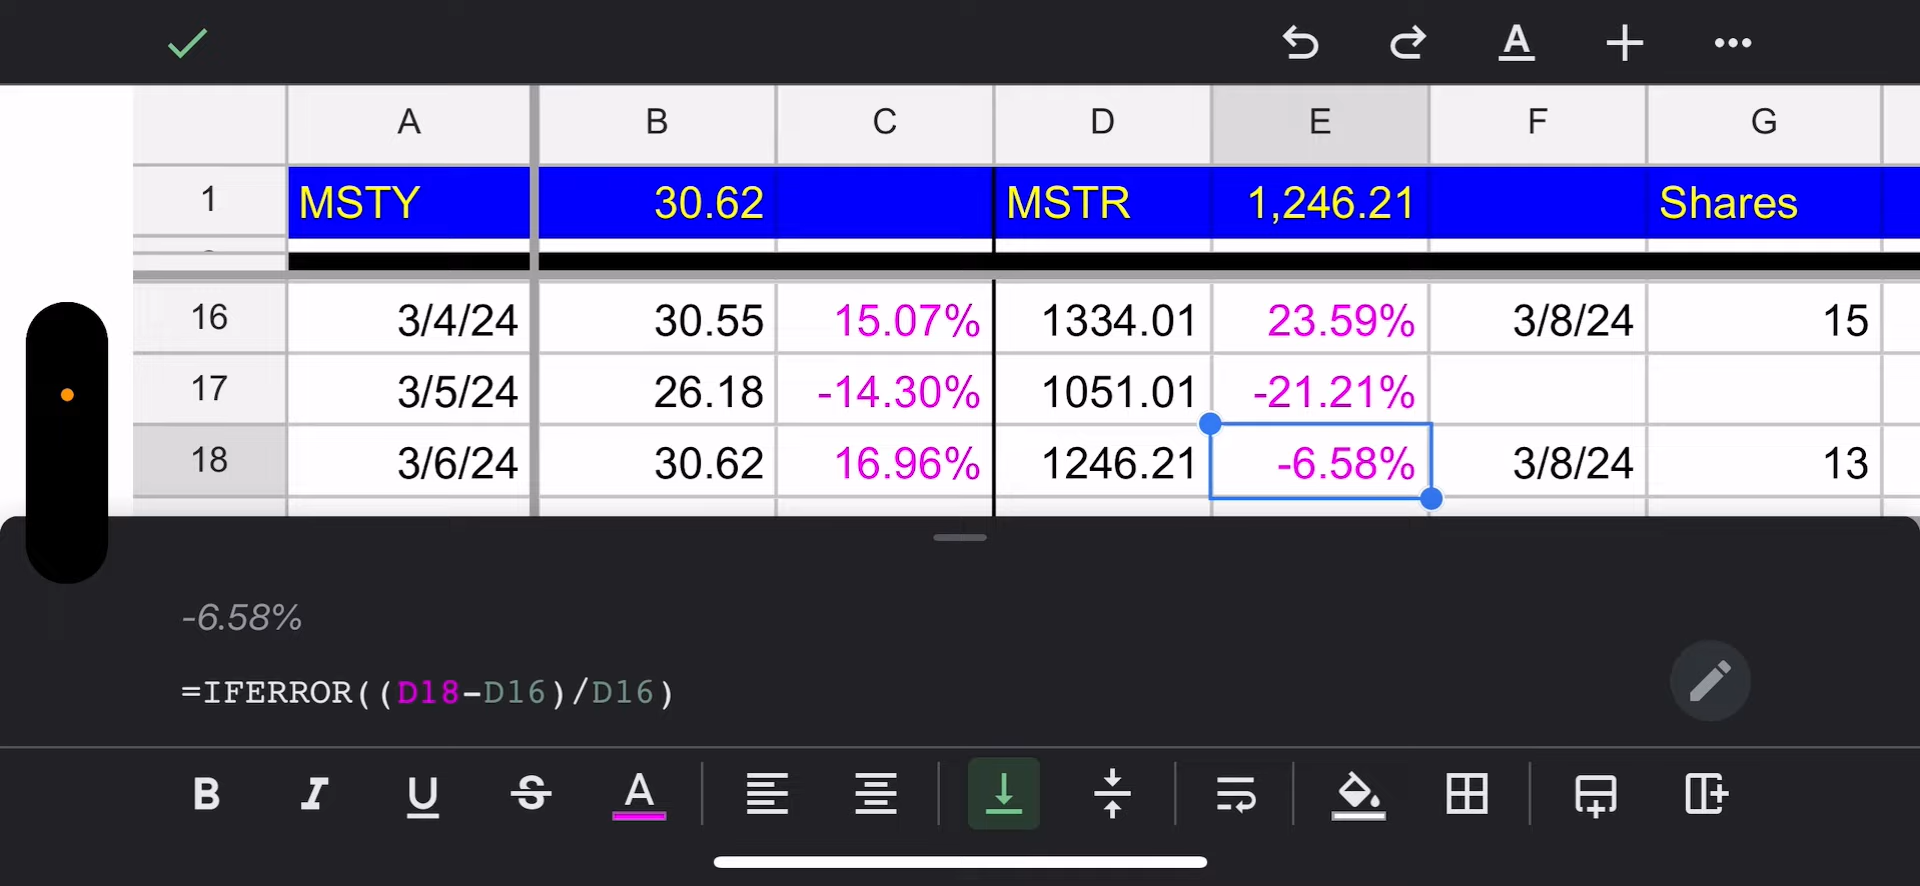 A B C D E F G
1 MSTY 30.62 MSTR 1,246.21 Shares
16 3/4/24 30.55 15.07% 1334.01 23.59% 3/8/24 15
17 3/5/24 26.18 -14.30% 1051.01 -21.21%
18 3/6/24 30.62 16.96% 1246.21 -6.58% 3/8/24 13
-6.58%
=IFERROR((D18-D16)/D16)
B I U S A